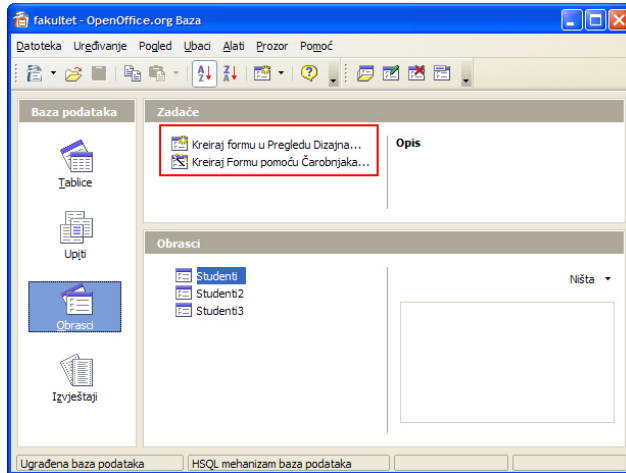 fakultet - OpenOffice.org Baza
Datoteka Uređivanje Pogled Ubaci Alati Prozor Pomoć
Baza podataka
Tablice
Upiti
Obrasci
Izvještaji
Zadaće
Kreiraj formu u Pregledu Dizajna...
Kreiraj Formu pomoću Čarobnjaka...
Opis
Obrasci
Studenti
Studenti2
Studenti3
Ništa
Ugrađena baza podataka HSQL mehanizam baza podataka